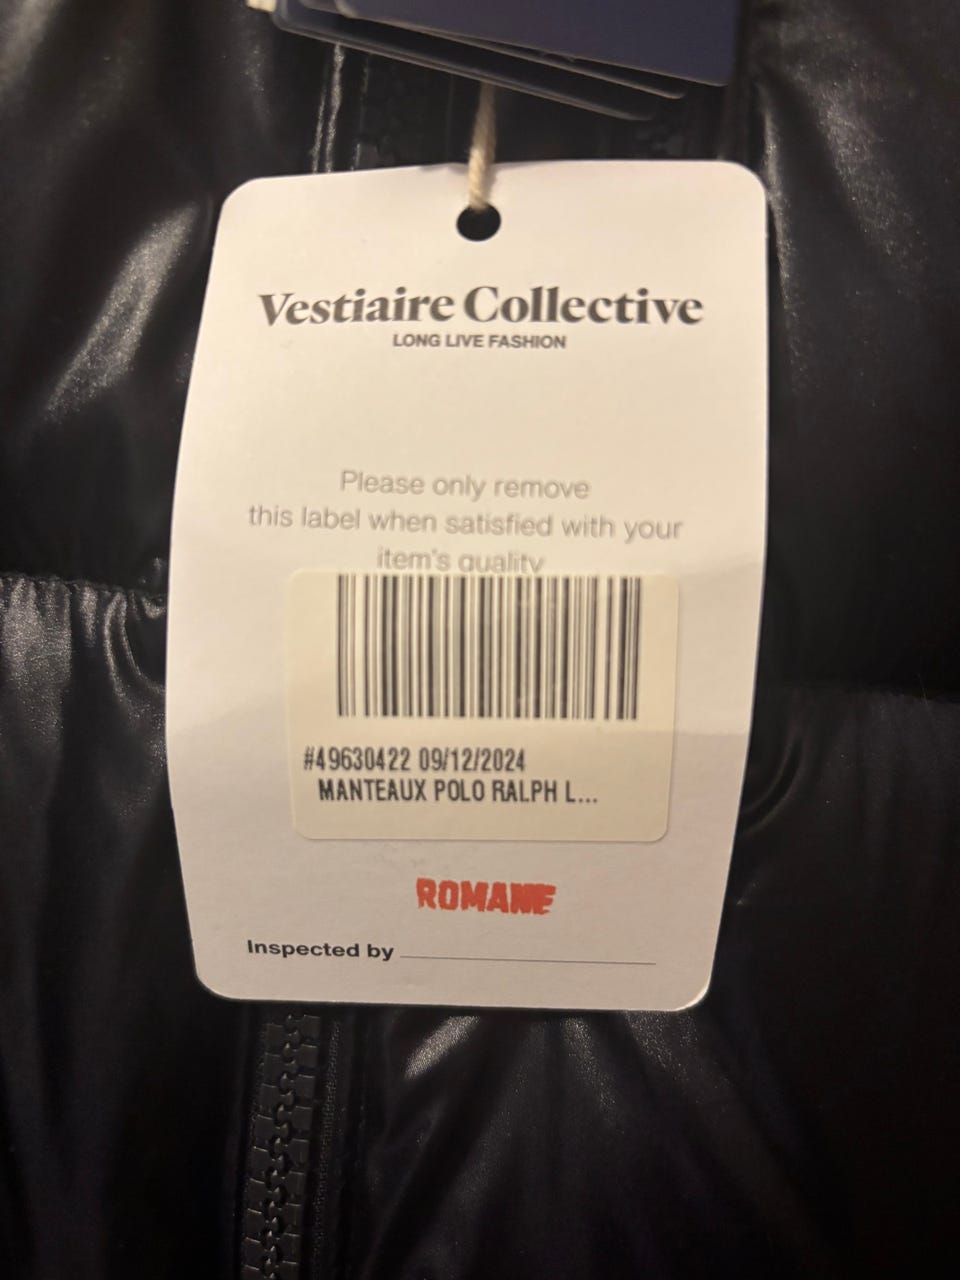 Vestiaire Collective
LONG LIVE FASHION
Please only remove
this label when satisfied with your
item's quality
#49630422 09/12/2024
MANTEAUX POLO RALPH L...
ROMANE
Inspected by